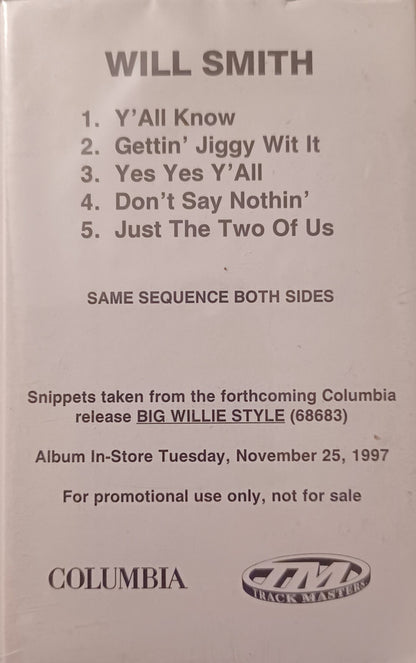 WILL SMITH
1. Y'All Know
2. Gettin' Jiggy Wit It
3. Yes Yes Y'All
4. Don't Say Nothin'
5. Just The Two Of Us
SAME SEQUENCE BOTH SIDES
Snippets taken from the forthcoming Columbia
release BIG WILLIE STYLE (68683)
Album In-Store Tuesday, November 25, 1997
For promotional use only, not for sale
COLUMBIA
TM
TRACK MASTERS